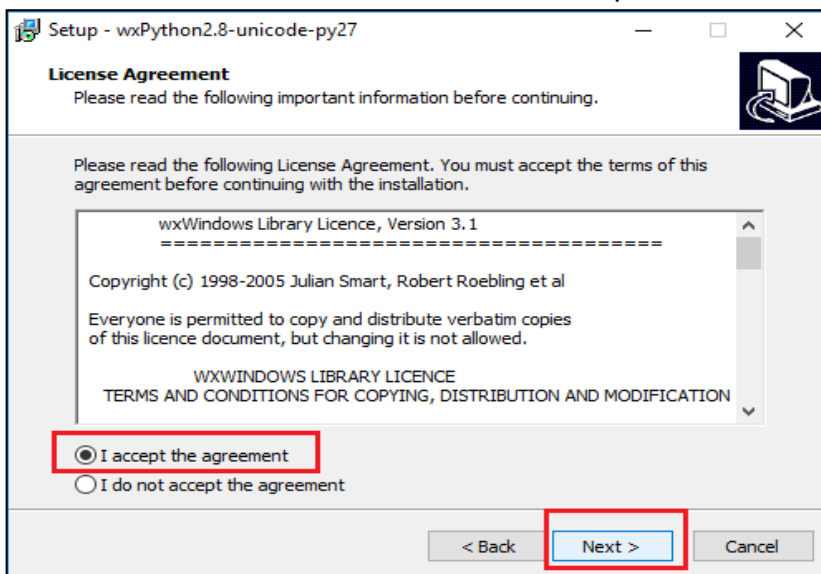 Setup - wxPython2.8-unicode-py27
License Agreement
Please read the following important information before continuing.
Please read the following License Agreement. You must accept the terms of this
agreement before continuing with the installation.
wxWindows Library Licence, Version 3.1
======================================
Copyright (c) 1998-2005 Julian Smart, Robert Roebling et al
Everyone is permitted to copy and distribute verbatim copies
of this licence document, but changing it is not allowed.
WXWINDOWS LIBRARY LICENCE
TERMS AND CONDITIONS FOR COPYING, DISTRIBUTION AND MODIFICATION
I accept the agreement
I do not accept the agreement
< Back Next > Cancel